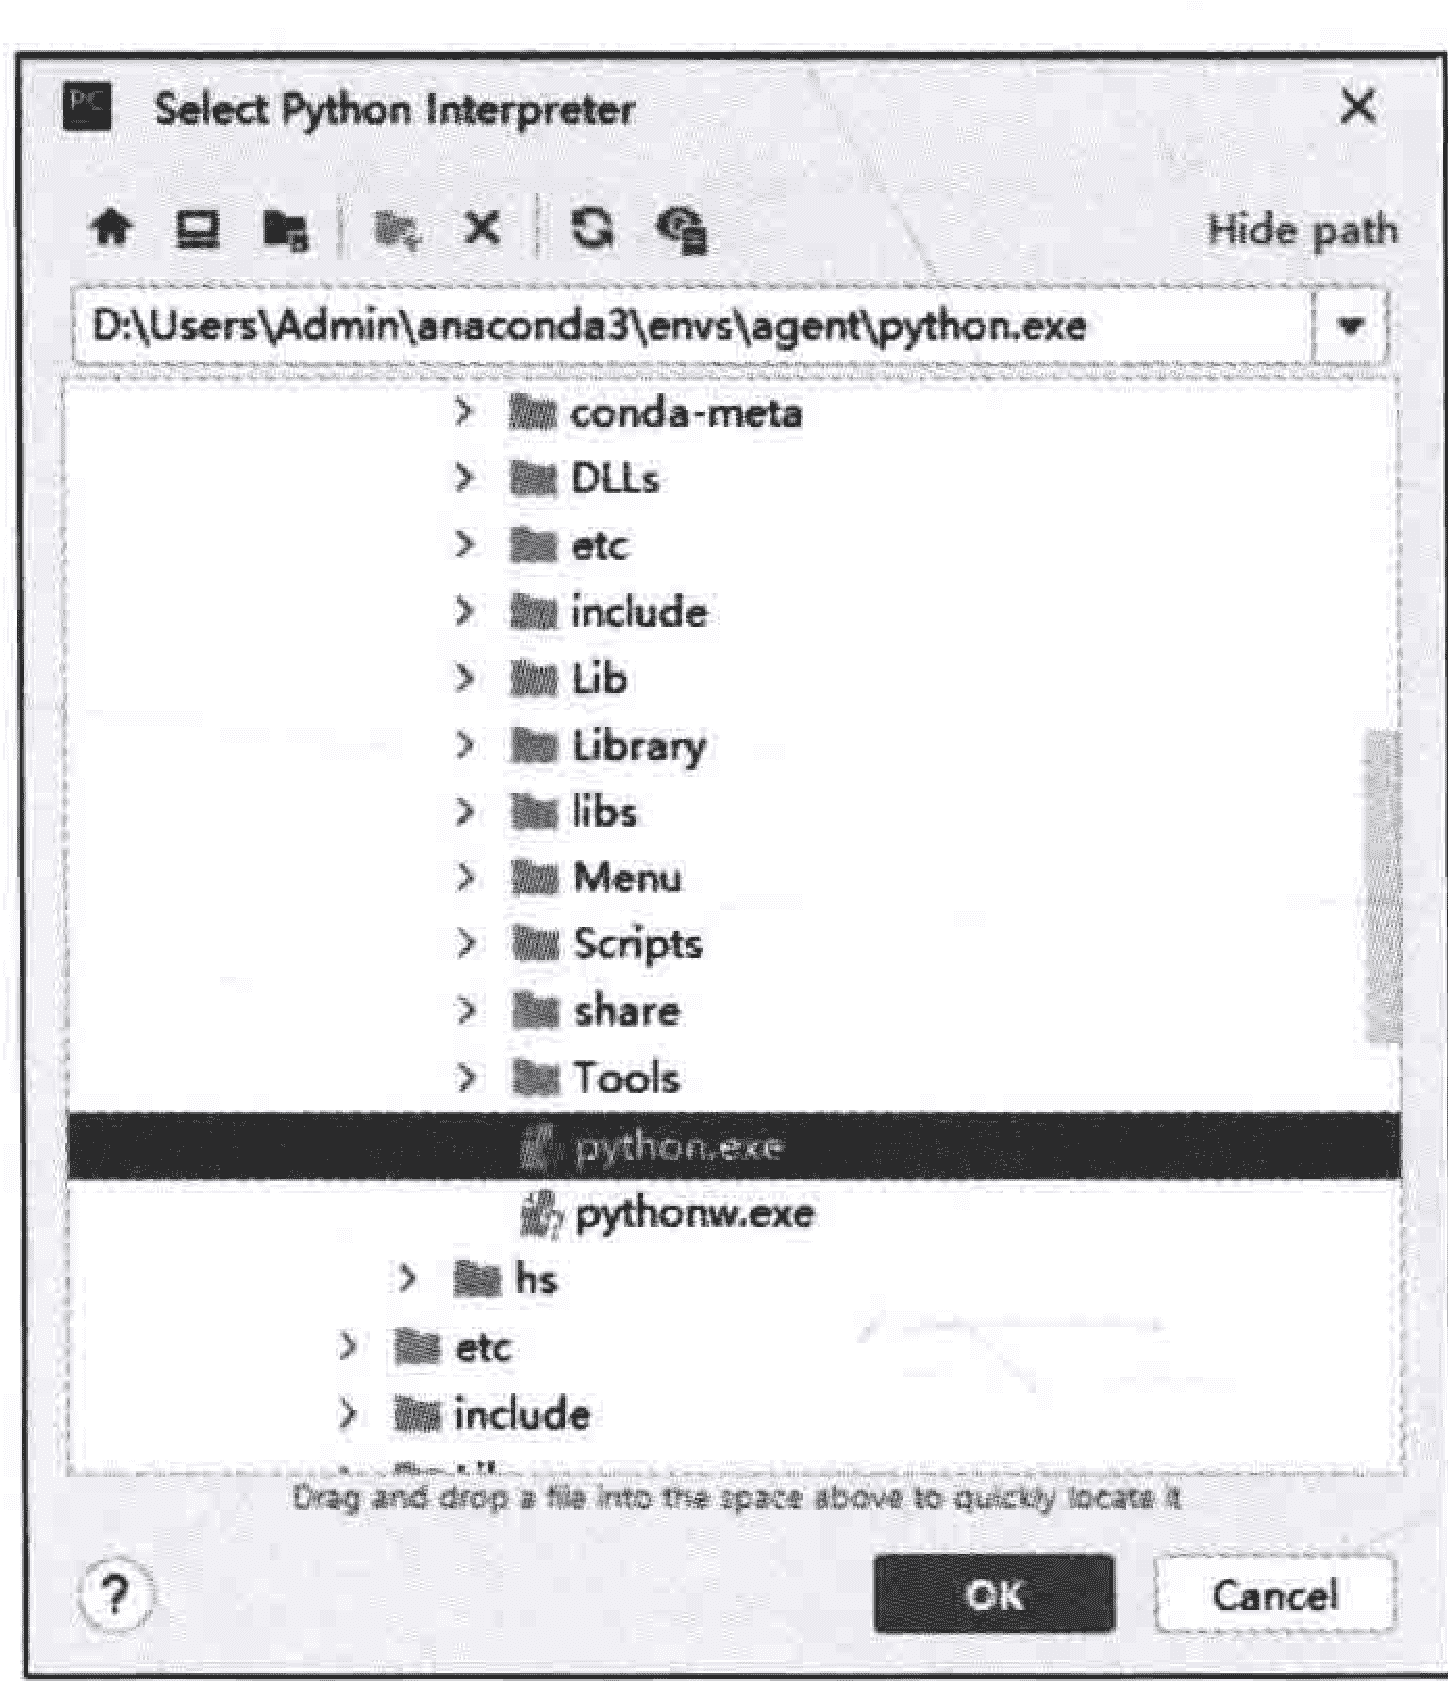 PC Select Python Interpreter
Hide path
D:\Users\Admin\anaconda3\envs\agent\python.exe
conda-meta
DLLs
etc
include
Lib
Library
libs
Menu
Scripts
share
Tools
python.exe
pythonw.exe
hs
etc
include
Drag and drop a file into the space above to quickly locate it
? OK Cancel